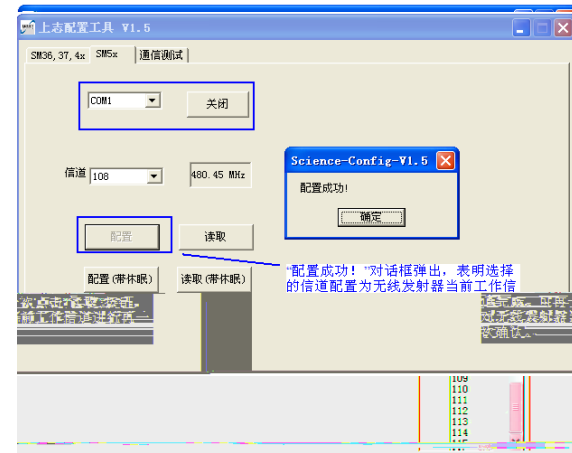 上志配置工具 V1.5
SM36,37,4x SM5x 通信测试
COM1 关闭
Science-Config-V1.5
配置成功!
确定
信道 108 480.45 MHz
配置 读取
配置(带休眠) 读取(带休眠)
“配置成功！”对话框弹出，表明选择
的信道配置为无线发射器当前工作信
109
110
111
112
113
114